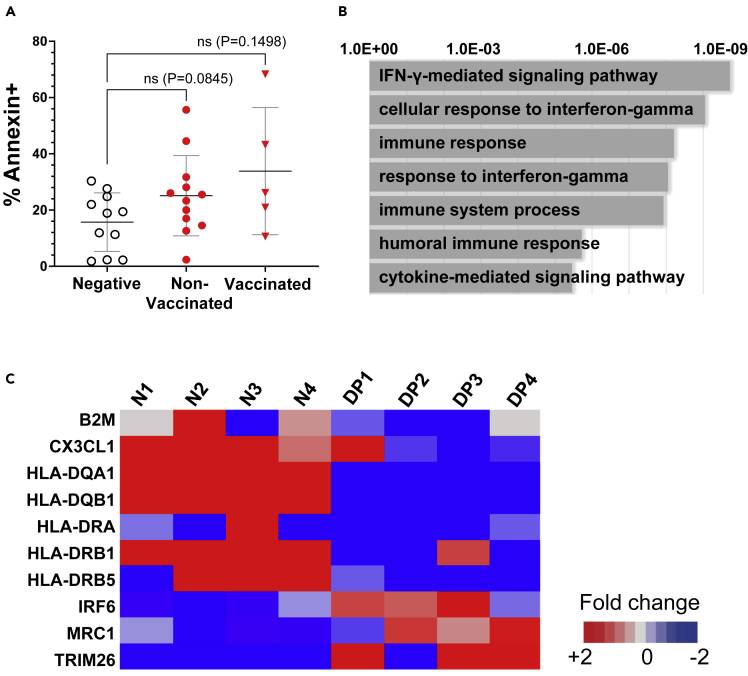 A
80
60
40
20
0
% Annexin+
ns (P=0.1498)
ns (P=0.0845)
Negative
Non-
Vaccinated
Vaccinated
B
1.0E+00 1.0E-03 1.0E-06 1.0E-09
IFN-γ-mediated signaling pathway
cellular response to interferon-gamma
immune response
response to interferon-gamma
immune system process
humoral immune response
cytokine-mediated signaling pathway
C
N1 N2 N3 N4 DP1 DP2 DP3 DP4
B2M
CX3CL1
HLA-DQA1
HLA-DQB1
HLA-DRA
HLA-DRB1
HLA-DRB5
IRF6
MRC1
TRIM26
Fold change
+2 0 -2